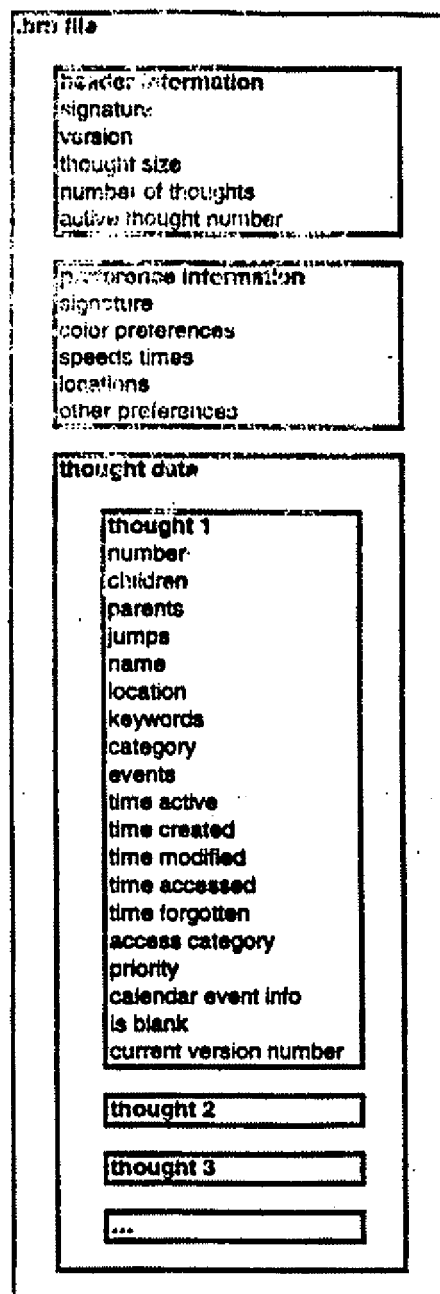 .brn file
header information
signature
version
thought size
number of thoughts
active thought number
preference information
signature
color preferences
speeds times
locations
other preferences
thought data
thought 1
number
children
parents
jumps
name
location
keywords
category
events
time active
time created
time modified
time accessed
time forgotten
access category
priority
calendar event info
is blank
current version number
thought 2
thought 3
...